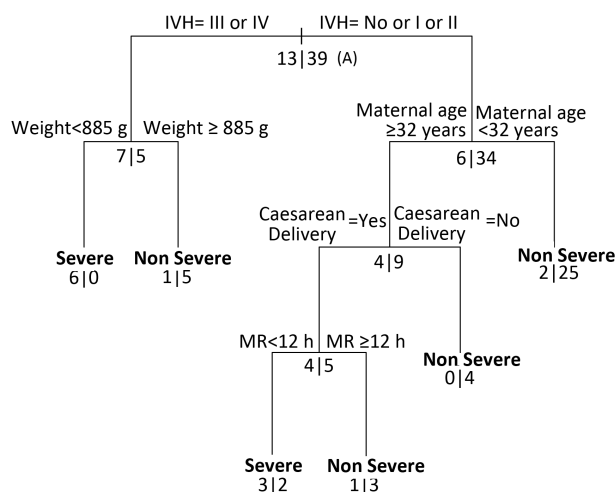 IVH= III or IV IVH= No or I or II
13|39 (A)
Weight<885 g Weight ≥ 885 g
7|5
Maternal age
≥32 years
Maternal age
<32 years
6|34
Severe
6|0
Non Severe
1|5
Caesarean
Delivery =Yes
Caesarean
Delivery =No
4|9
Non Severe
2|25
MR<12 h MR ≥12 h
4|5
Non Severe
0|4
Severe
3|2
Non Severe
1|3